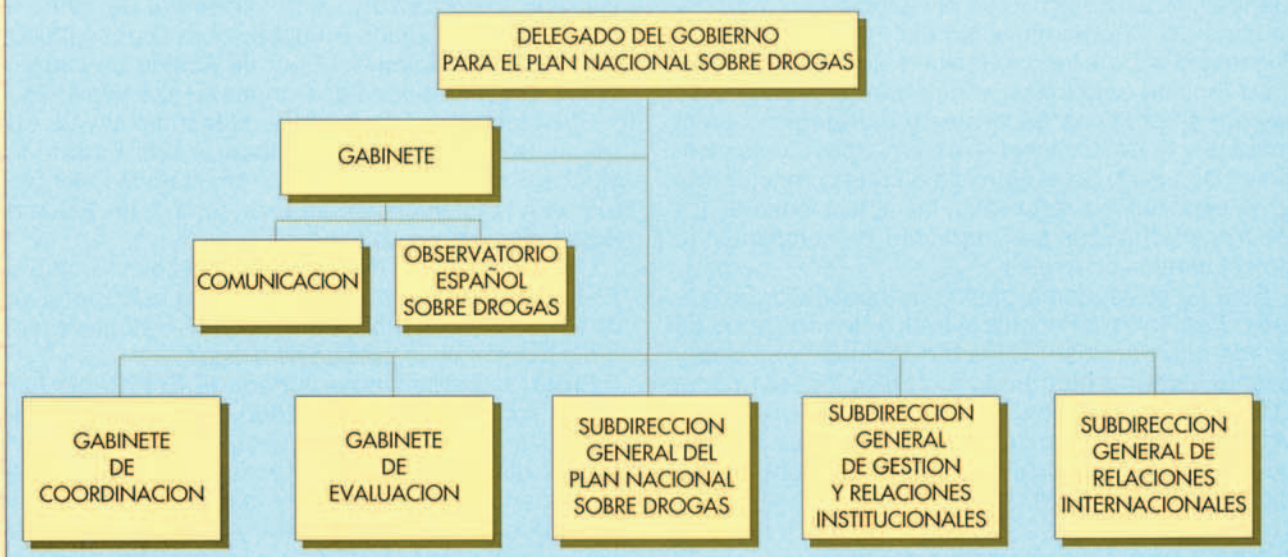 DELEGADO DEL GOBIERNO
PARA EL PLAN NACIONAL SOBRE DROGAS
GABINETE
COMUNICACION
OBSERVATORIO
ESPAÑOL
SOBRE DROGAS
GABINETE
DE
COORDINACION
GABINETE
DE
EVALUACION
SUBDIRECCION
GENERAL DEL
PLAN NACIONAL
SOBRE DROGAS
SUBDIRECCION
GENERAL
DE GESTION
Y RELACIONES
INSTITUCIONALES
SUBDIRECCION
GENERAL DE
RELACIONES
INTERNACIONALES